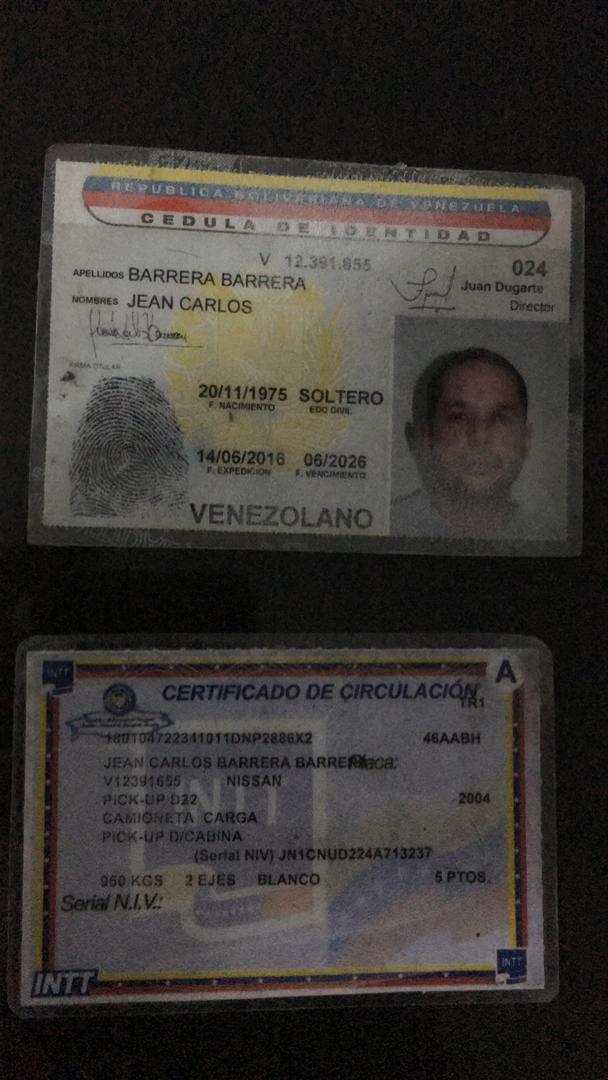 REPUBLICA BOLIVARIANA DE VENEZUELA
CEDULA DE IDENTIDAD
V 12.391.655
024
APELLIDOS BARRERA BARRERA
Juan Dugarte
NOMBRES JEAN CARLOS
Director
FIRMA TITULAR
20/11/1975 SOLTERO
F. NACIMIENTO EDO CIVIL
14/06/2016 06/2026
F. EXPEDICION F. VENCIMIENTO
VENEZOLANO
INTT
A
CERTIFICADO DE CIRCULACIÓN
TR1
180104722341011DNP2886X2 46AABH
JEAN CARLOS BARRERA BARRERA Placa:
V12391655 NISSAN
PICK-UP D22 2004
CAMIONETA CARGA
PICK-UP D/CABINA
(Serial NIV) JN1CNUD224A713237
950 KGS 2 EJES BLANCO 5 PTOS.
Serial N.I.V.:
INTT
INTT
INTT